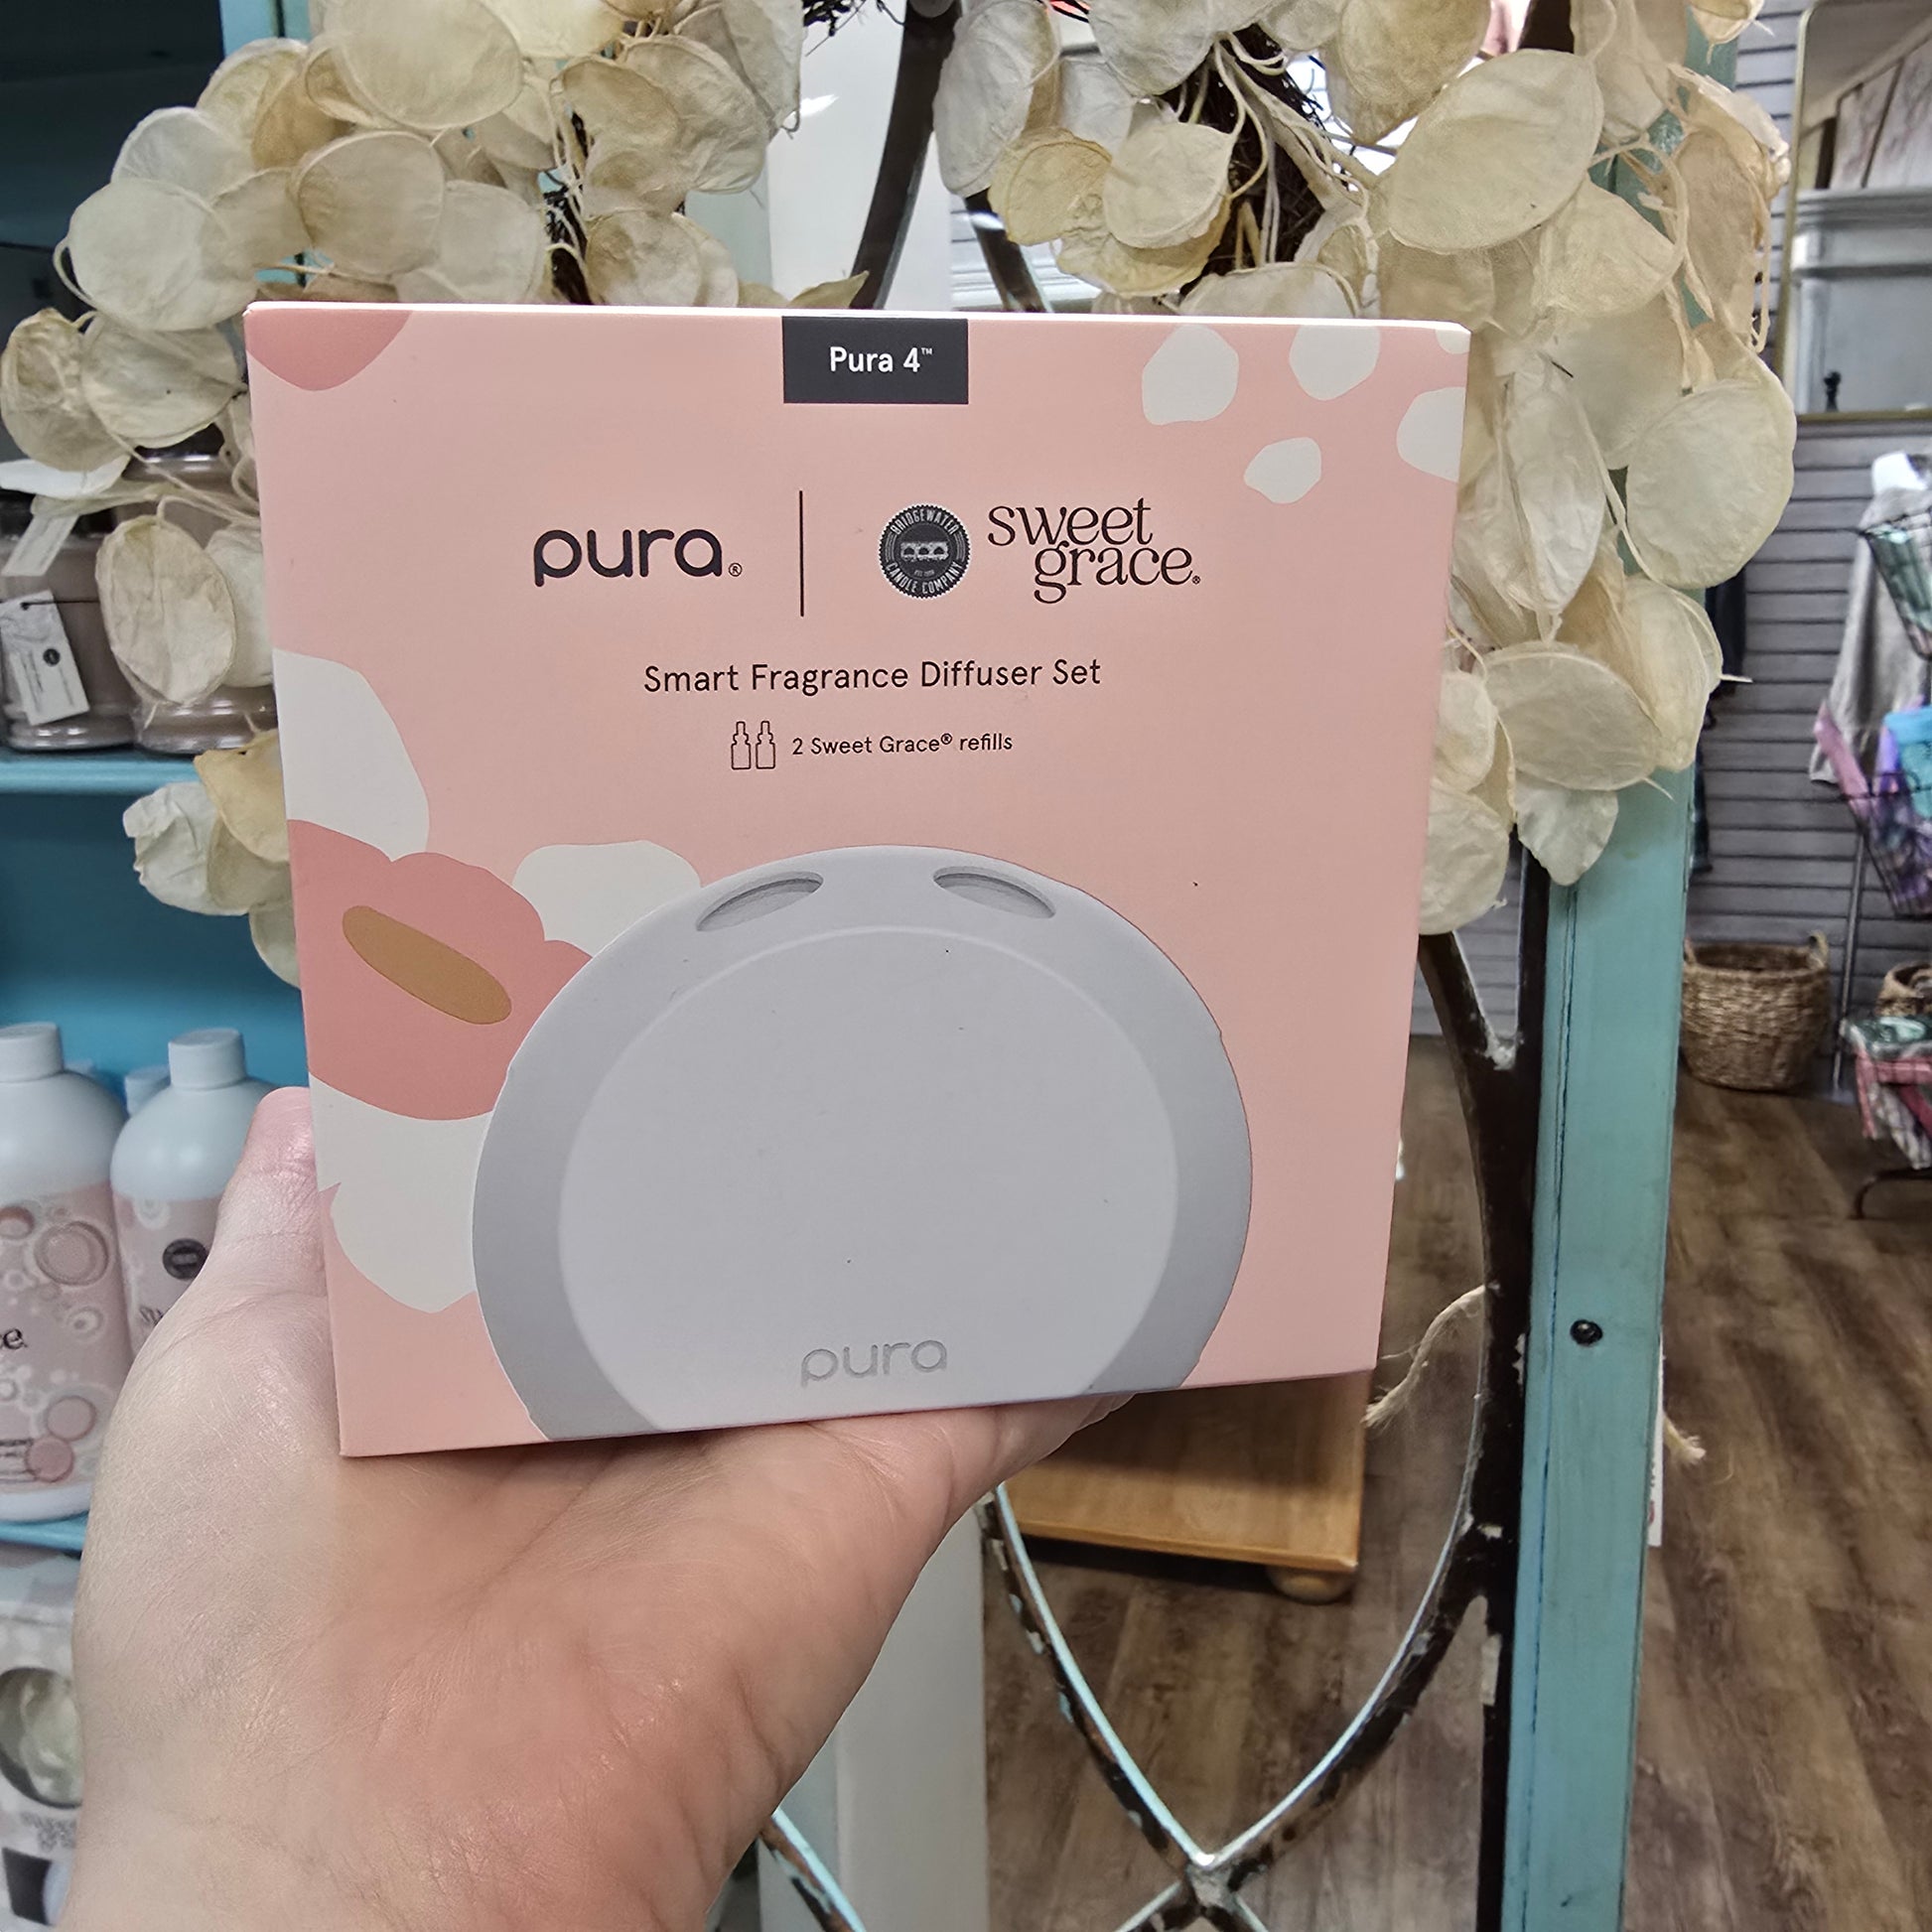 Pura 4™
pura®
BRIDGEWATER
CANDLE COMPANY
sweet
grace®
Smart Fragrance Diffuser Set
2 Sweet Grace® refills
pura